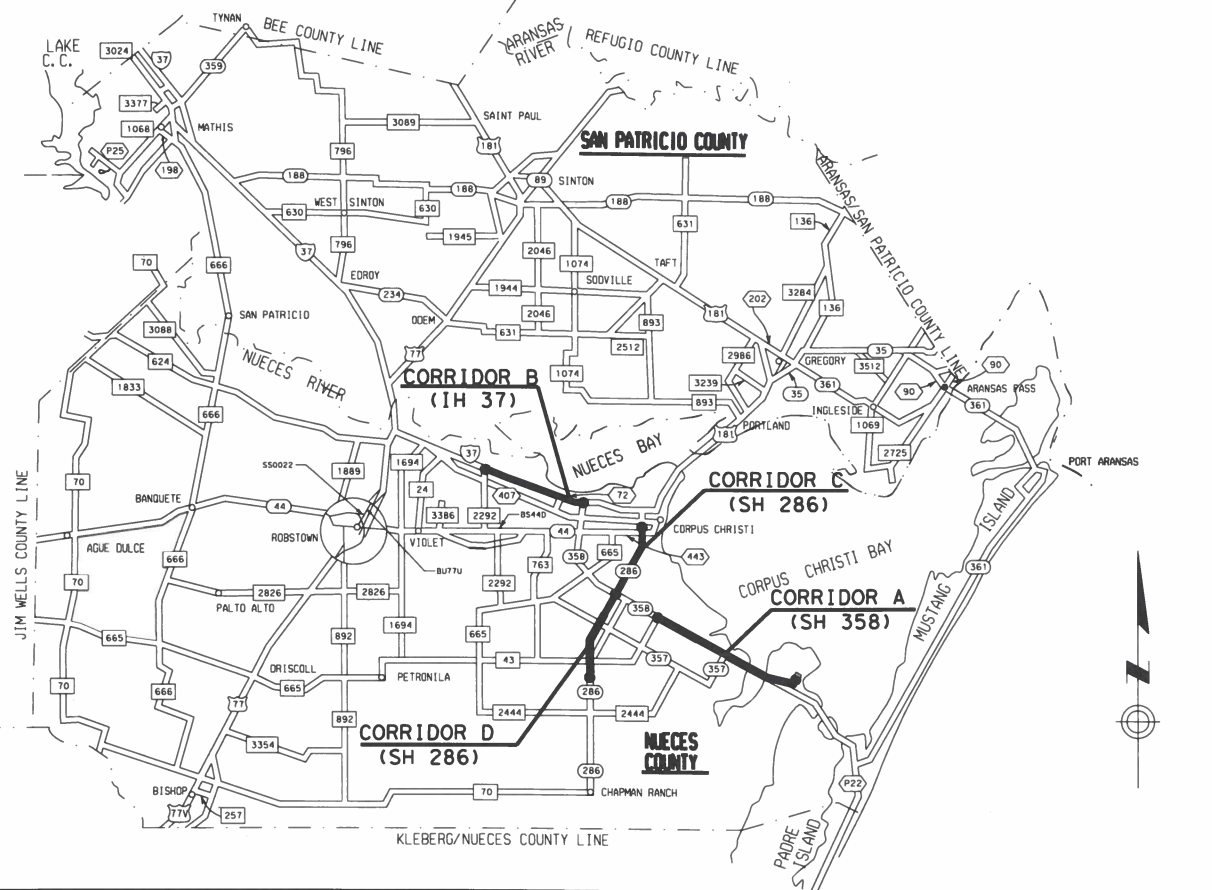 TYNAN
BEE COUNTY LINE
ARANSAS
RIVER
REFUGIO COUNTY LINE
LAKE
C. C.
3024
37
359
3377
1068
MATHIS
P25
198
3089
SAINT PAUL
181
SAN PATRICIO COUNTY
796
188
188
89
SINTON
188
188
630
WEST SINTON
630
1945
796
37
2046
1074
631
136
ARANSAS/SAN PATRICIO COUNTY LINE
70
666
EDROY
234
1944
SODVILLE
TAFT
3284
202
136
SAN PATRICIO
ODEM
631
2046
893
181
3088
624
NUECES RIVER
77
2512
2986
GREGORY
35
3512
90
1833
CORRIDOR B
(IH 37)
1074
893
3239
35
361
90
ARANSAS PASS
INGLESIDE
361
666
1069
PORTLAND
181
2725
NUECES BAY
37
SS0022
1889
1694
24
407
72
CORRIDOR C
(SH 286)
PORT ARANSAS
70
BANQUETE
44
3386
2292
BS44D
44
CORPUS CHRISTI
ROBSTOWN
VIOLET
443
JIM WELLS COUNTY LINE
AGUE DULCE
666
BU77U
763
358
665
286
CORPUS CHRISTI BAY
ISLAND
MUSTANG
361
70
2826
2826
PALTO ALTO
2292
358
CORRIDOR A
(SH 358)
665
892
1694
665
43
357
357
DRISCOLL
665
PETRONILA
70
666
77
892
2444
2444
286
CORRIDOR D
(SH 286)
NUECES
COUNTY
3354
286
P22
BISHOP
77V
257
70
CHAPMAN RANCH
KLEBERG/NUECES COUNTY LINE
PADRE
ISLAND